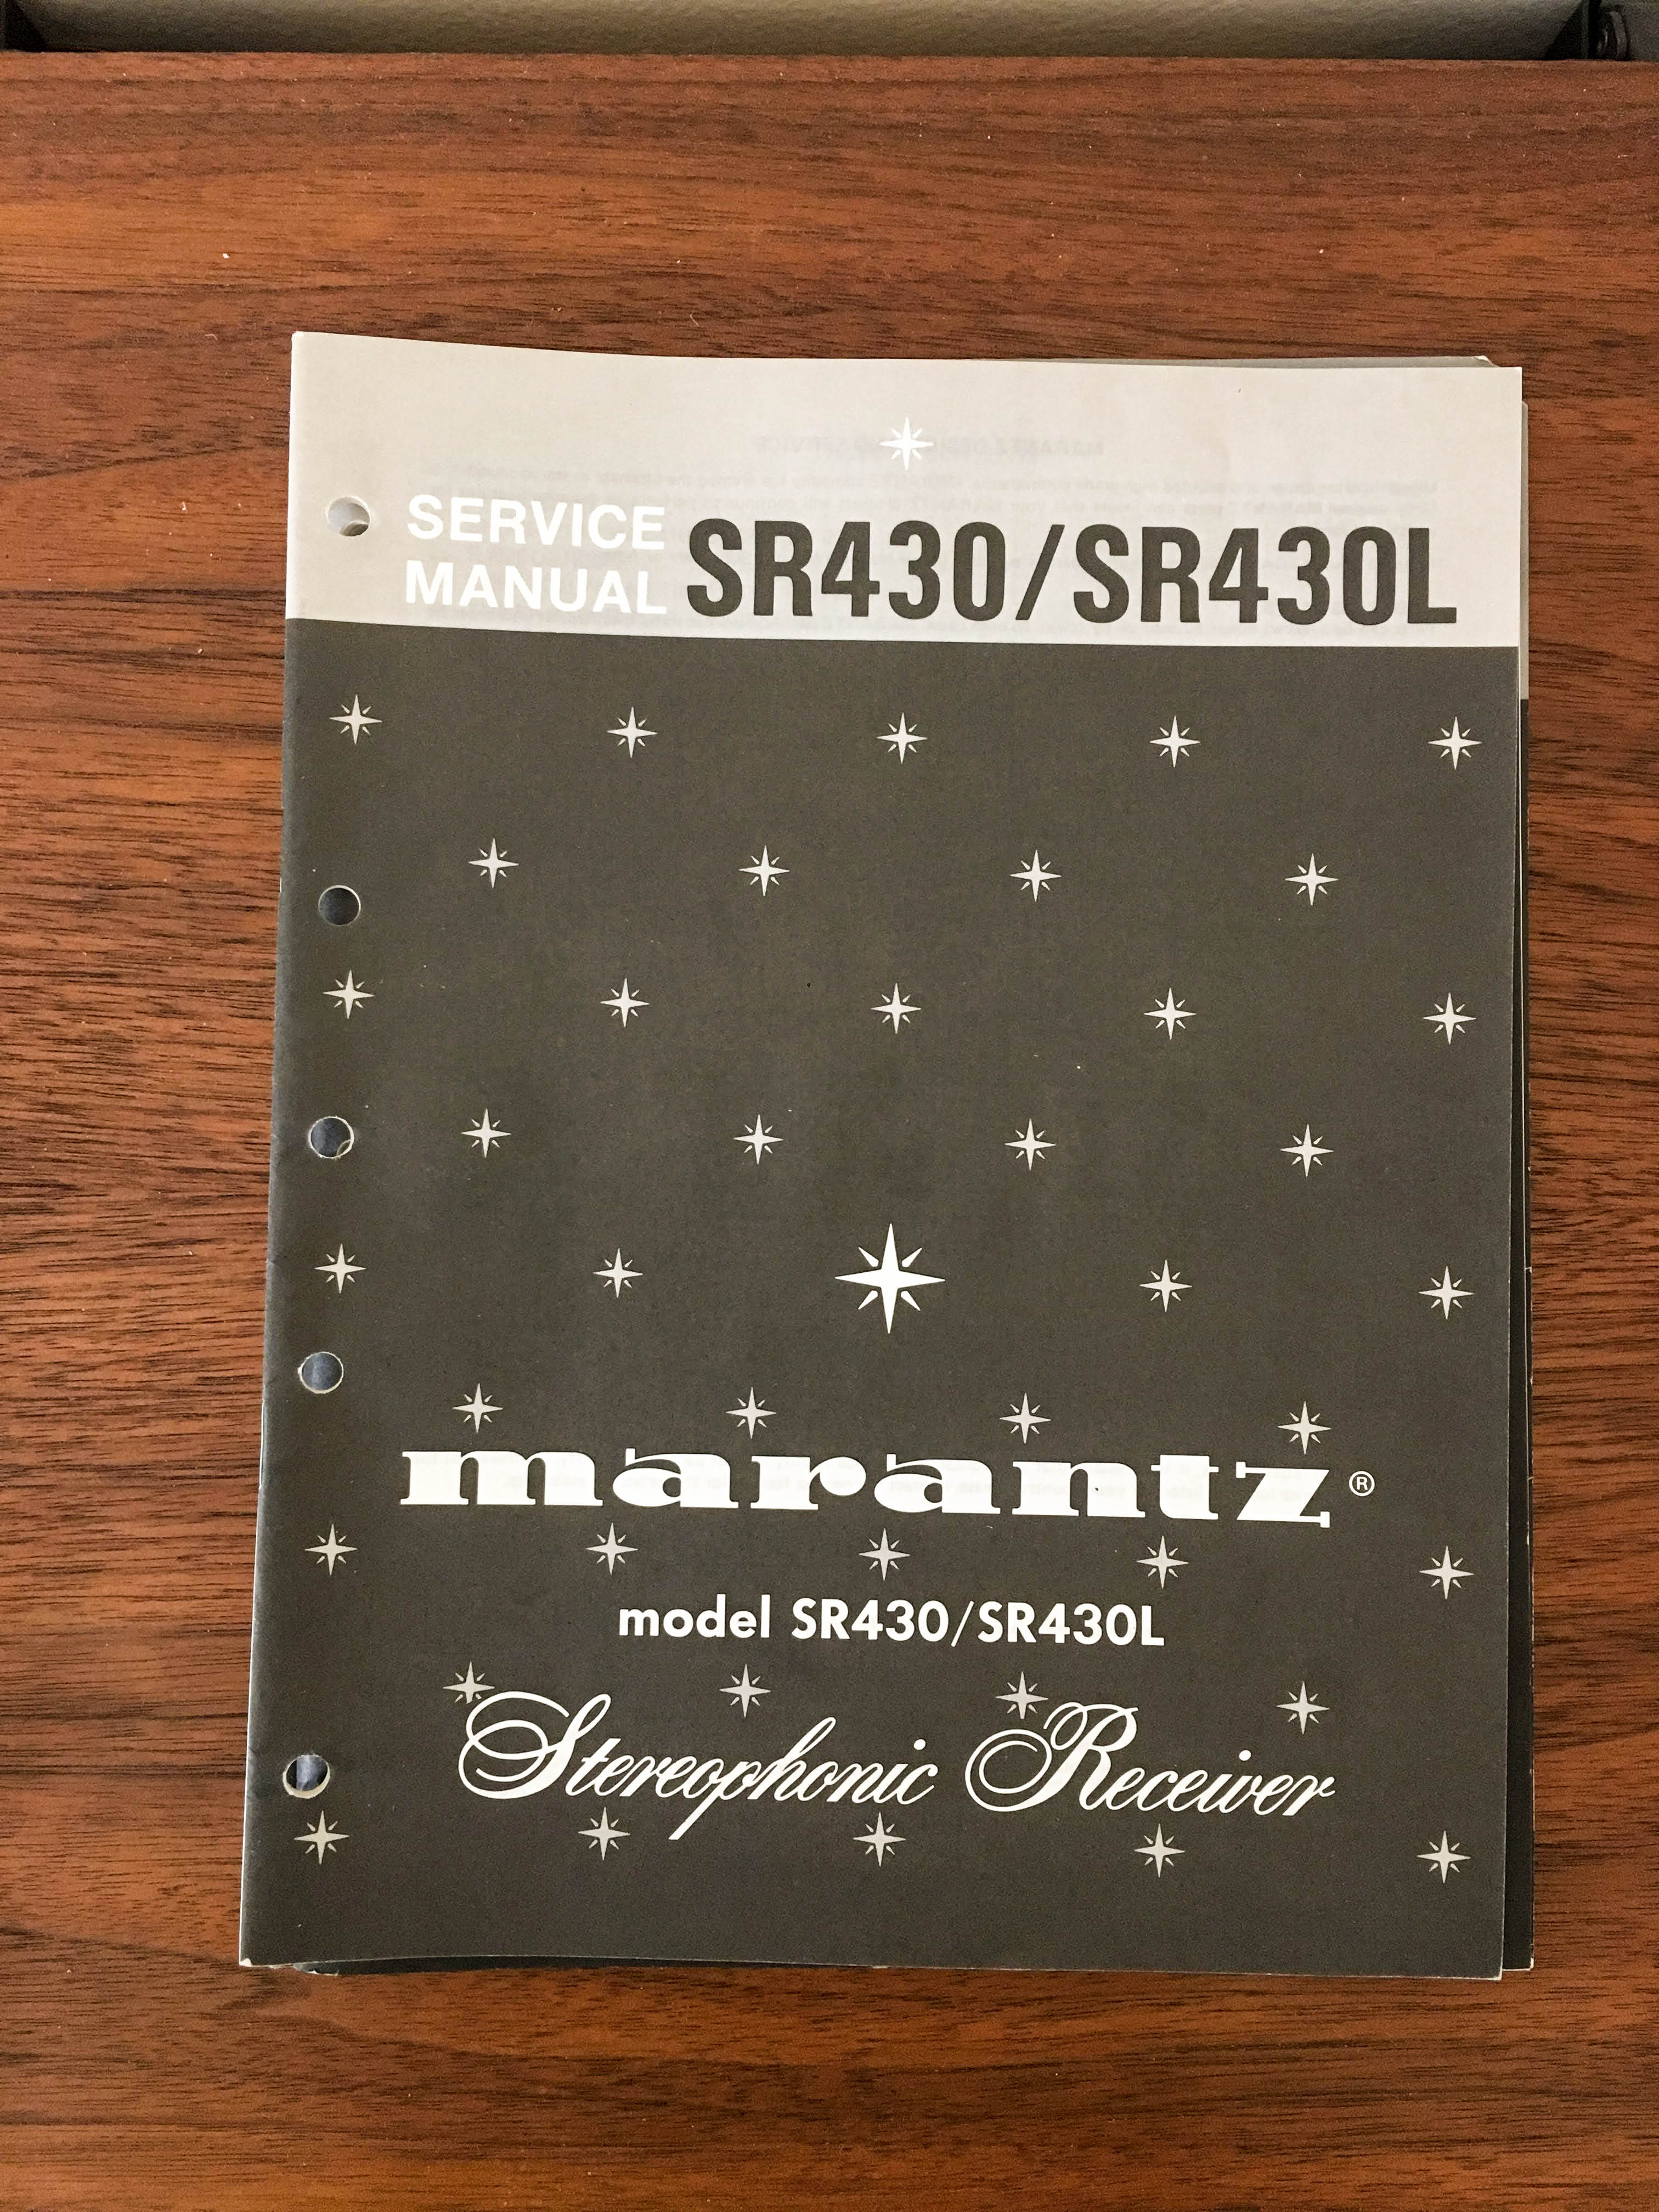 SERVICE
MANUAL SR430/SR430L
marantz®
model SR430/SR430L
Stereophonic Receiver